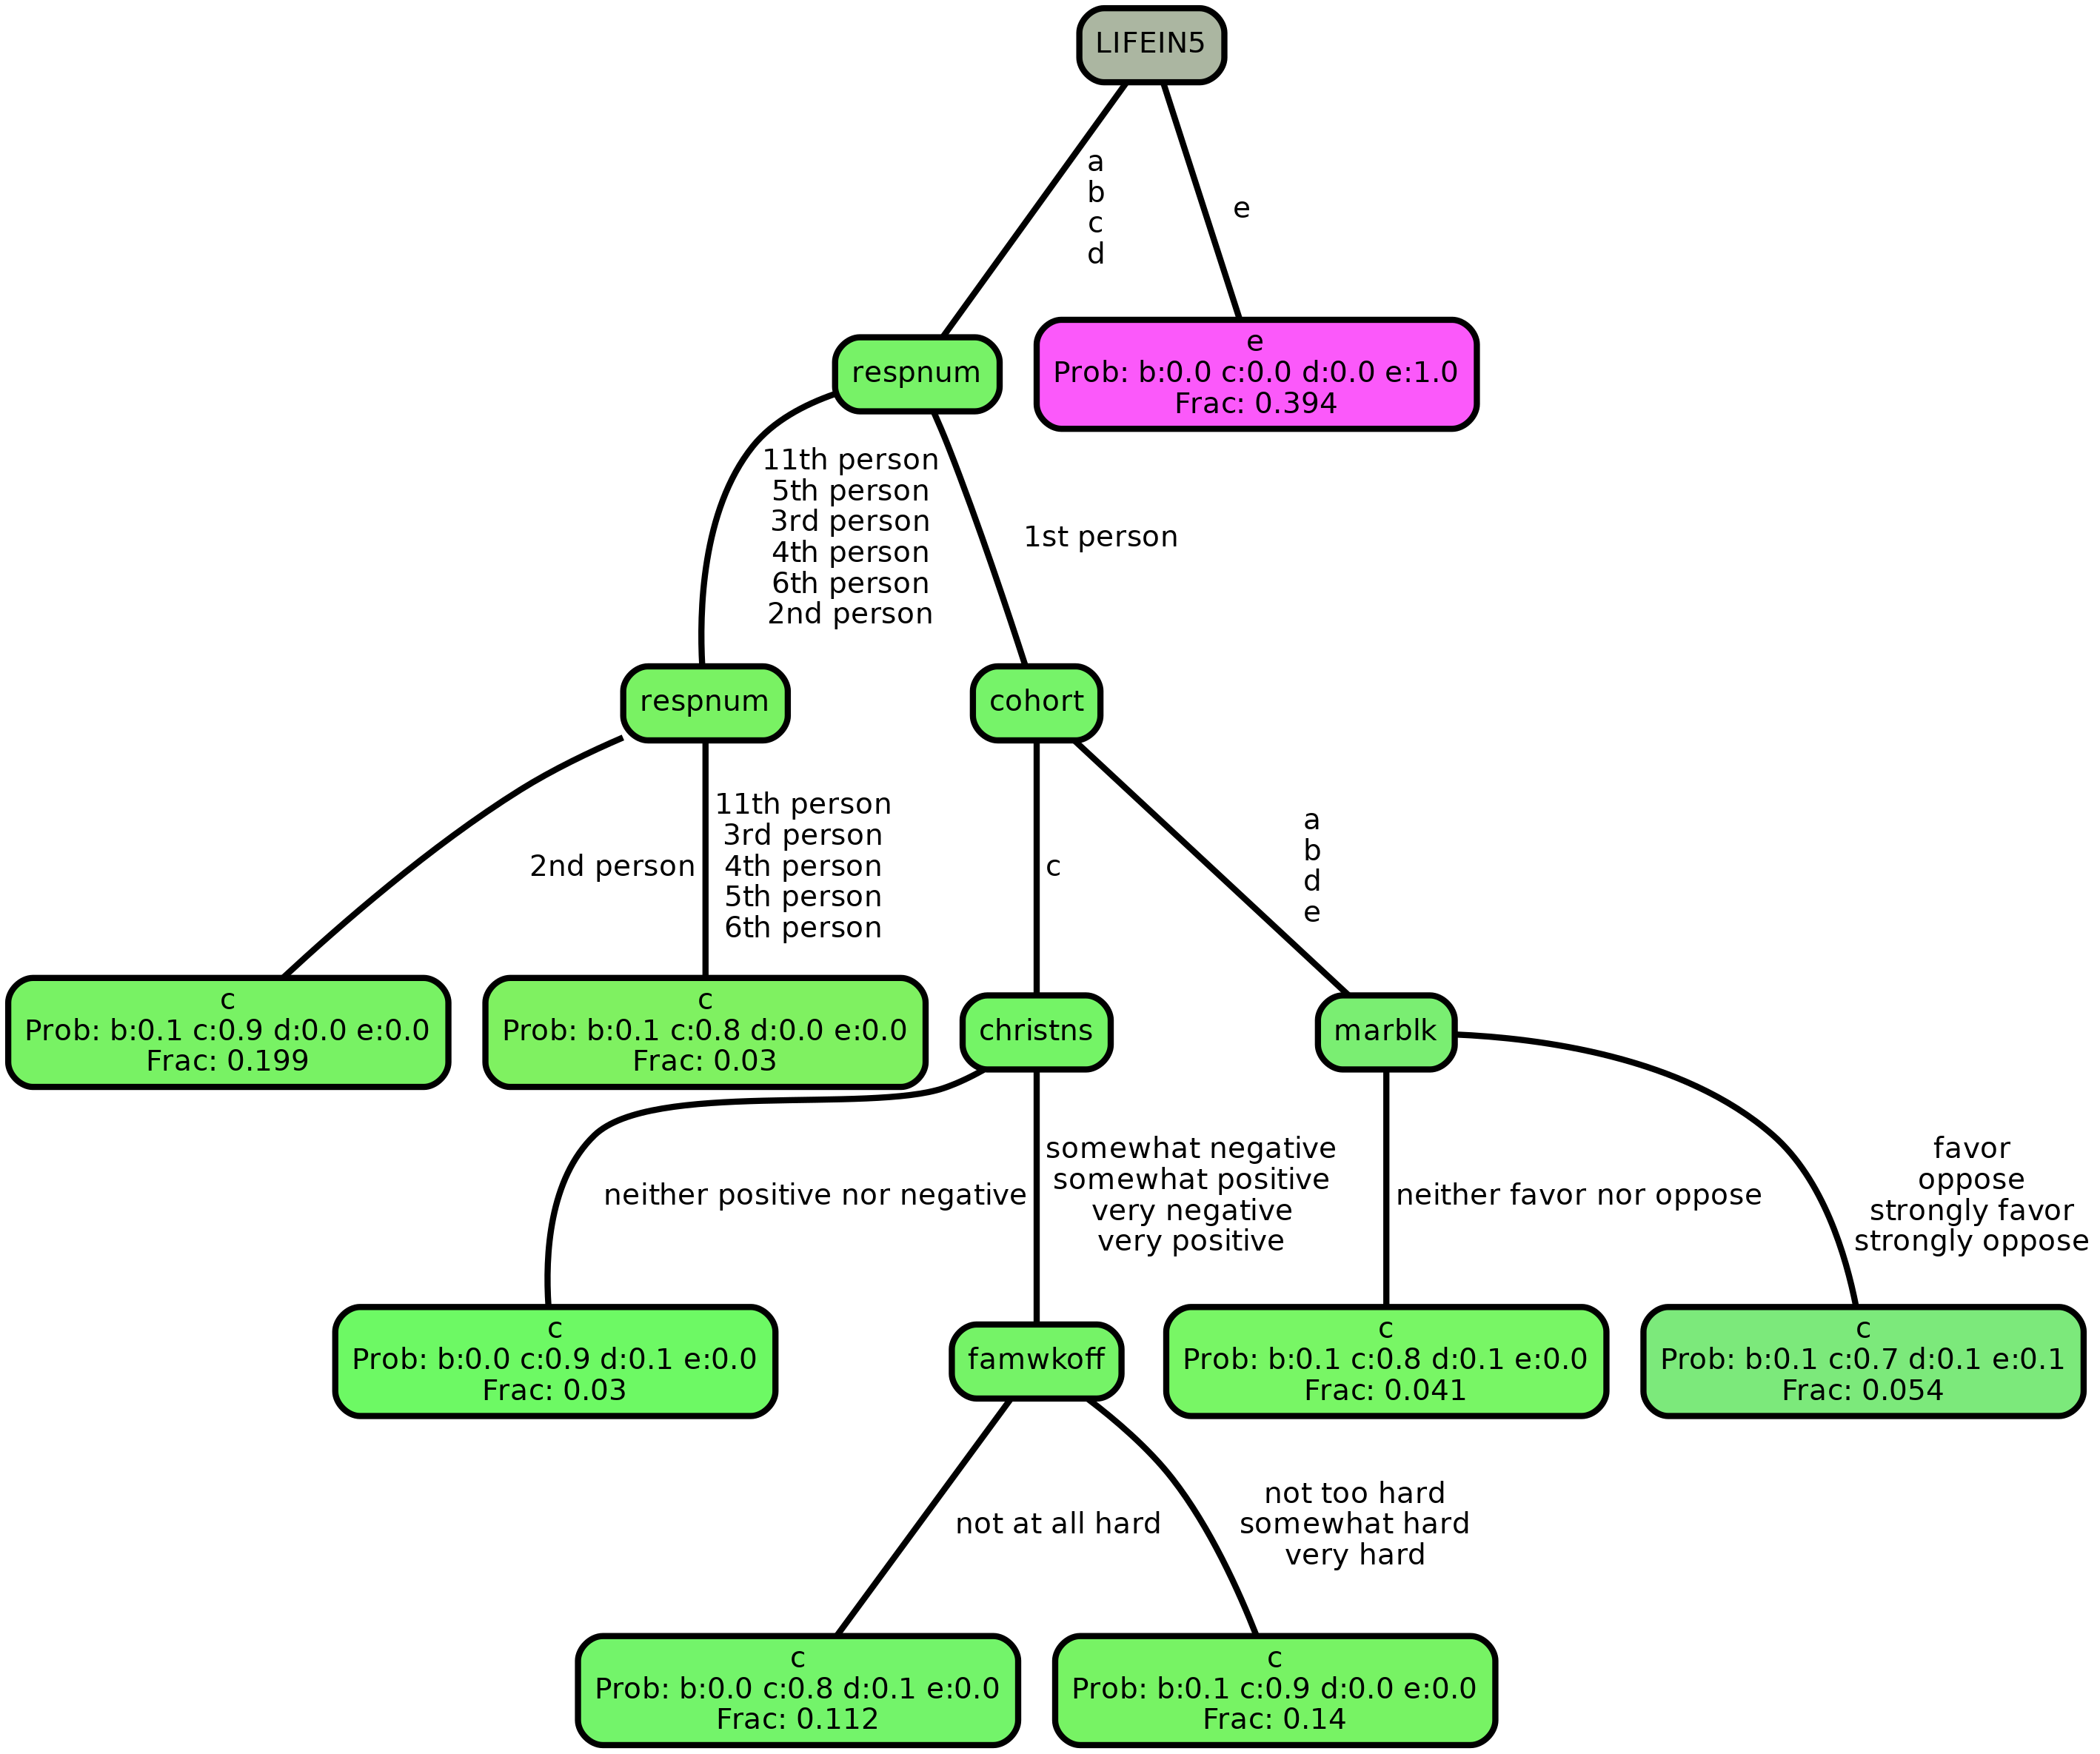 LIFEIN5
a
b
c
d
e
respnum
e
Prob: b:0.0 c:0.0 d:0.0 e:1.0
Frac: 0.394
11th person
5th person
3rd person
4th person
6th person
2nd person
1st person
respnum
cohort
2nd person
11th person
3rd person
4th person
5th person
6th person
c
a
b
d
e
c
Prob: b:0.1 c:0.9 d:0.0 e:0.0
Frac: 0.199
c
Prob: b:0.1 c:0.8 d:0.0 e:0.0
Frac: 0.03
christns
marblk
neither positive nor negative
somewhat negative
somewhat positive
very negative
very positive
neither favor nor oppose
favor
oppose
strongly favor
strongly oppose
c
Prob: b:0.0 c:0.9 d:0.1 e:0.0
Frac: 0.03
famwkoff
c
Prob: b:0.1 c:0.8 d:0.1 e:0.0
Frac: 0.041
c
Prob: b:0.1 c:0.7 d:0.1 e:0.1
Frac: 0.054
not at all hard
not too hard
somewhat hard
very hard
c
Prob: b:0.0 c:0.8 d:0.1 e:0.0
Frac: 0.112
c
Prob: b:0.1 c:0.9 d:0.0 e:0.0
Frac: 0.14